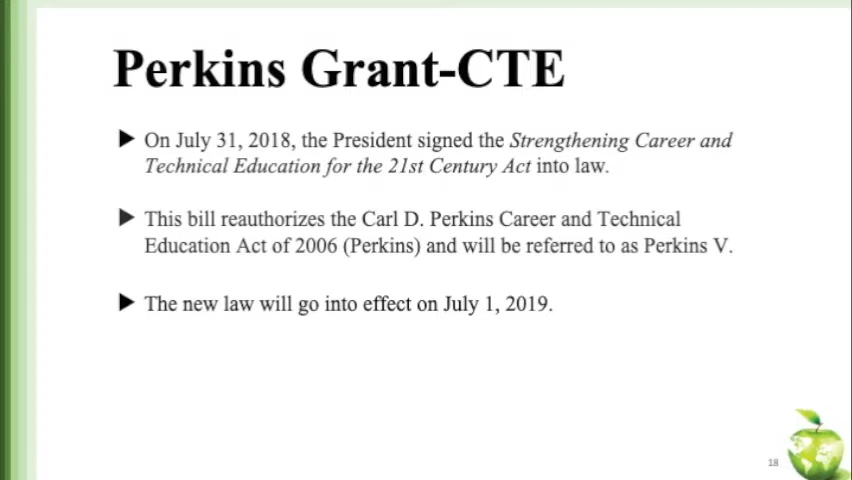 Perkins Grant-CTE
On July 31, 2018, the President signed the Strengthening Career and
Technical Education for the 21st Century Act into law.
This bill reauthorizes the Carl D. Perkins Career and Technical
Education Act of 2006 (Perkins) and will be referred to as Perkins V.
The new law will go into effect on July 1, 2019.
18